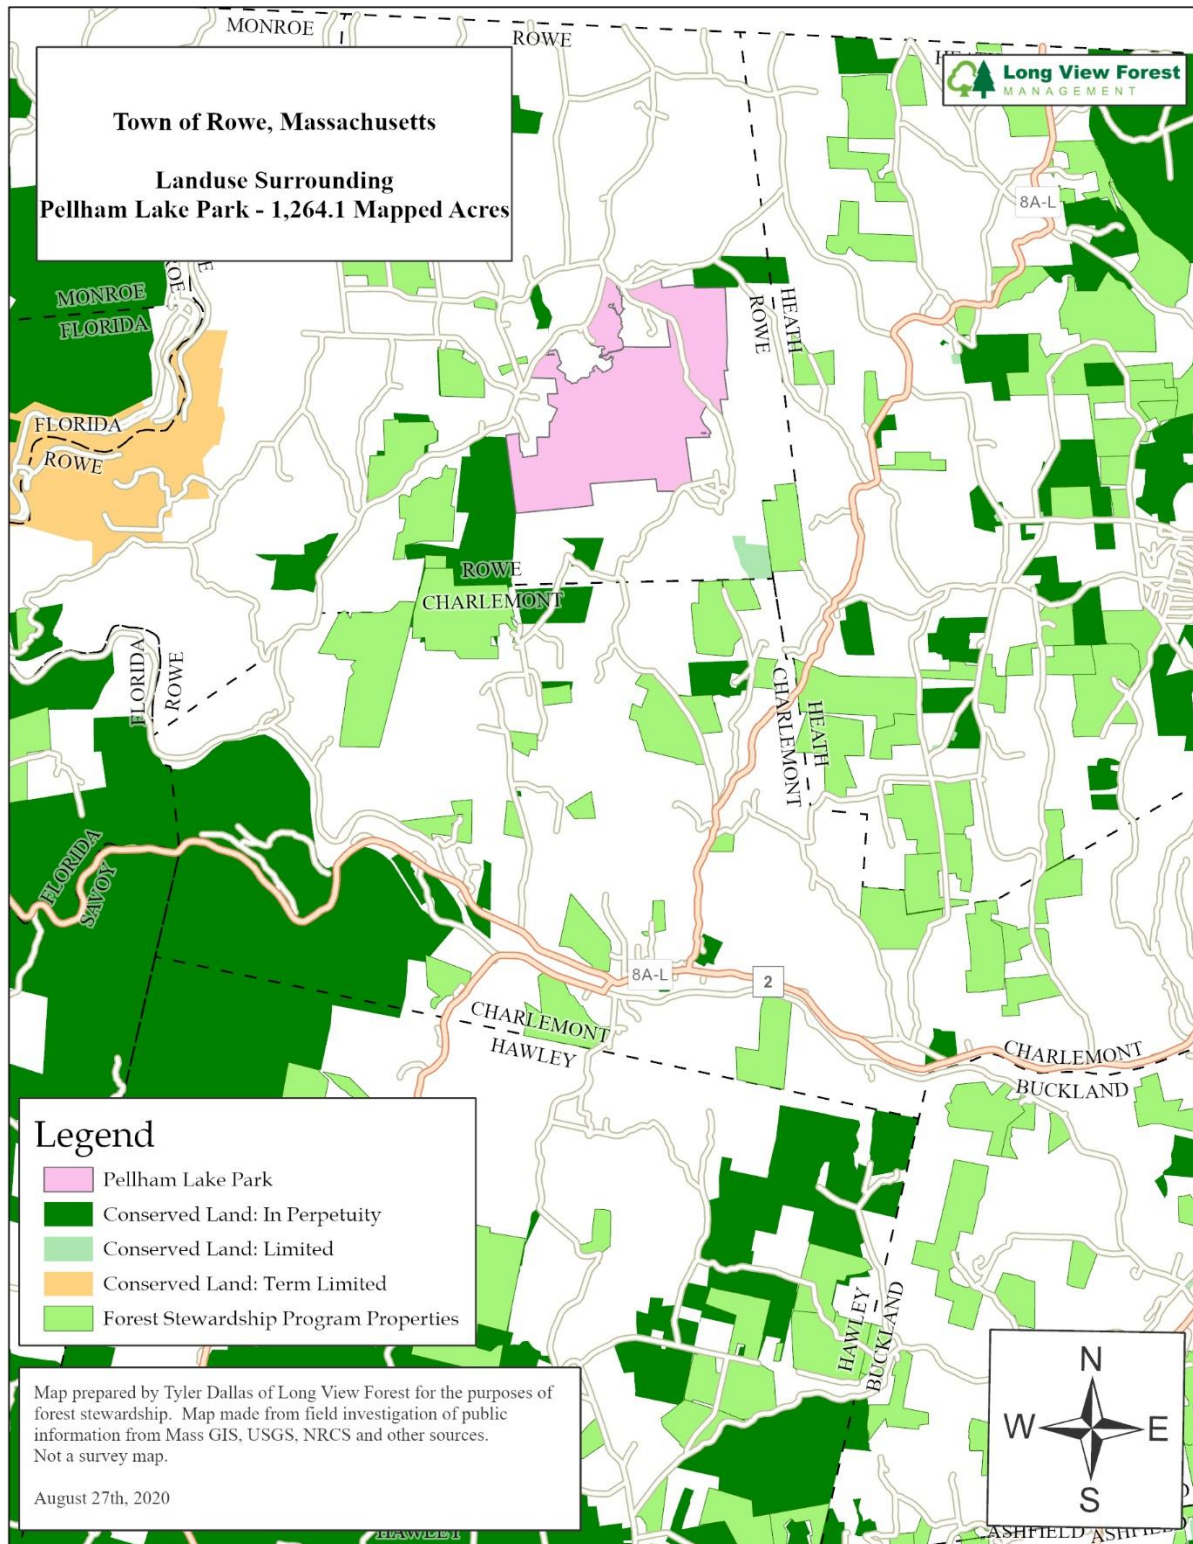 MONROE
ROWE
Long View Forest
MANAGEMENT
Town of Rowe, Massachusetts
Landuse Surrounding
Pellham Lake Park - 1,264.1 Mapped Acres
8A-L
MONROE
FLORIDA
HEATH
ROWE
FLORIDA
ROWE
ROWE
CHARLEMONT
FLORIDA
ROWE
HEATH
CHARLEMONT
FLORIDA
SAVOY
8A-L
2
CHARLEMONT
HAWLEY
CHARLEMONT
BUCKLAND
HAWLEY
BUCKLAND
Legend
Pellham Lake Park
Conserved Land: In Perpetuity
Conserved Land: Limited
Conserved Land: Term Limited
Forest Stewardship Program Properties
Map prepared by Tyler Dallas of Long View Forest for the purposes of
forest stewardship. Map made from field investigation of public
information from Mass GIS, USGS, NRCS and other sources.
Not a survey map.
August 27th, 2020
N
W E
S
HAWLEY
ASHFIELD ASHFIELD